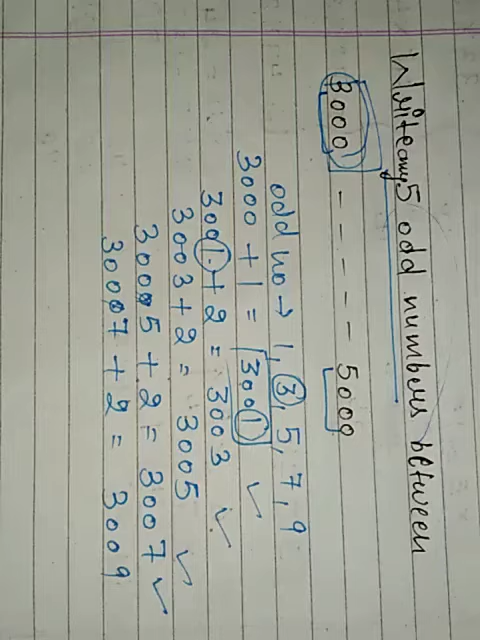 Write any 5 odd numbers between
3000 - - - - - 5000
odd no → 1, 3, 5, 7, 9
3000 + 1 = 3001 ✓
3001 + 2 = 3003 ✓
3003 + 2 = 3005 ✓
3005 + 2 = 3007 ✓
3007 + 2 = 3009